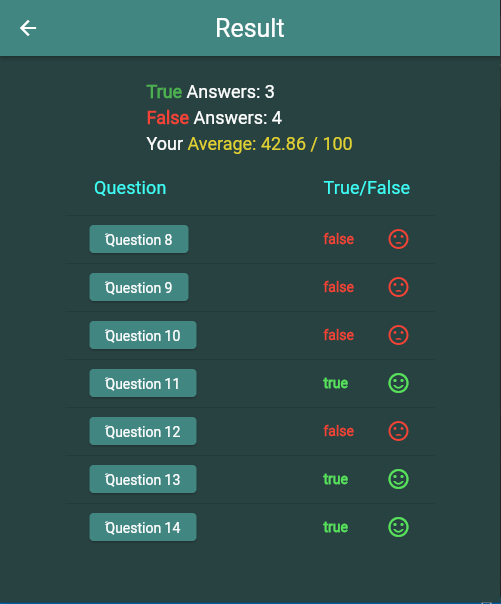 Result
True Answers: 3
False Answers: 4
Your Average: 42.86 / 100
Question True/False
Question 8 false
Question 9 false
Question 10 false
Question 11 true
Question 12 false
Question 13 true
Question 14 true